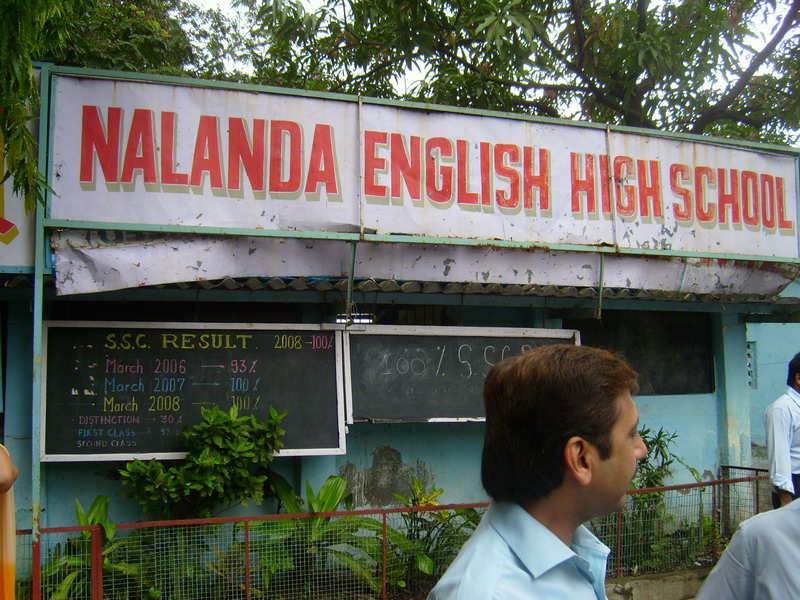 NALANDA ENGLISH HIGH SCHOOL
S.S.C. RESULT. 2008→100%
March 2006 → 93%
March 2007 → 100%
March 2008 → 100%
DISTINCTION - 30%
FIRST CLASS
SECOND CLASS
100% S.S.C.